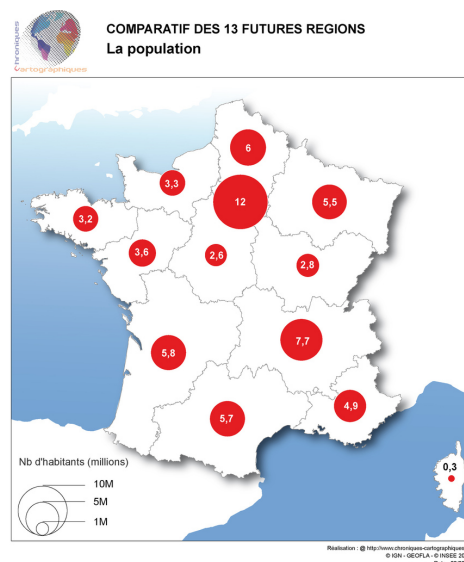 COMPARATIF DES 13 FUTURES REGIONS
La population
Chroniques
Cartographiques
6
3,3
12
5,5
3,2
3,6
2,6
2,8
5,8
7,7
5,7
4,9
0,3
Nb d'habitants (millions)
10M
5M
1M
Réalisation : @ http://www.chroniques-cartographiques
© IGN - GEOFLA - © INSEE 20